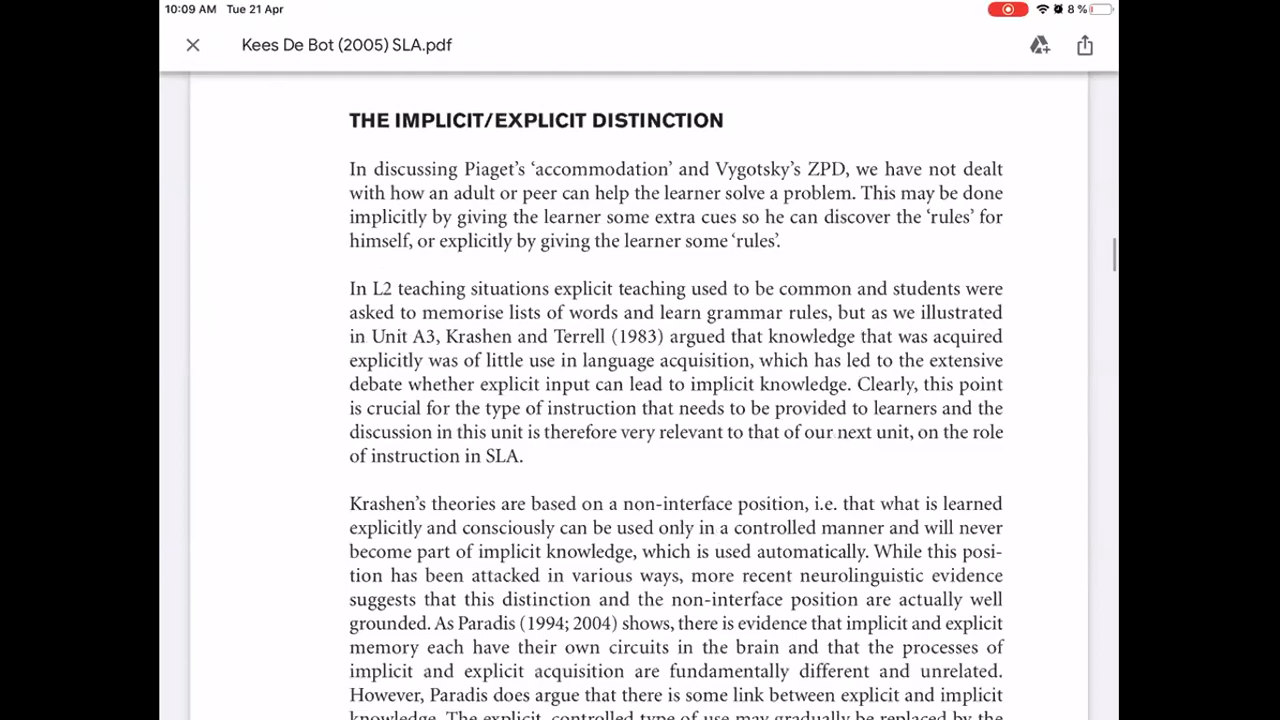 10:09 AM Tue 21 Apr
8 %
Kees De Bot (2005) SLA.pdf
THE IMPLICIT/EXPLICIT DISTINCTION
In discussing Piaget's 'accommodation' and Vygotsky's ZPD, we have not dealt
with how an adult or peer can help the learner solve a problem. This may be done
implicitly by giving the learner some extra cues so he can discover the 'rules' for
himself, or explicitly by giving the learner some 'rules'.
In L2 teaching situations explicit teaching used to be common and students were
asked to memorise lists of words and learn grammar rules, but as we illustrated
in Unit A3, Krashen and Terrell (1983) argued that knowledge that was acquired
explicitly was of little use in language acquisition, which has led to the extensive
debate whether explicit input can lead to implicit knowledge. Clearly, this point
is crucial for the type of instruction that needs to be provided to learners and the
discussion in this unit is therefore very relevant to that of our next unit, on the role
of instruction in SLA.
Krashen's theories are based on a non-interface position, i.e. that what is learned
explicitly and consciously can be used only in a controlled manner and will never
become part of implicit knowledge, which is used automatically. While this posi-
tion has been attacked in various ways, more recent neurolinguistic evidence
suggests that this distinction and the non-interface position are actually well
grounded. As Paradis (1994; 2004) shows, there is evidence that implicit and explicit
memory each have their own circuits in the brain and that the processes of
implicit and explicit acquisition are fundamentally different and unrelated.
However, Paradis does argue that there is some link between explicit and implicit
knowledge. The explicit, controlled type of use may gradually be replaced by the